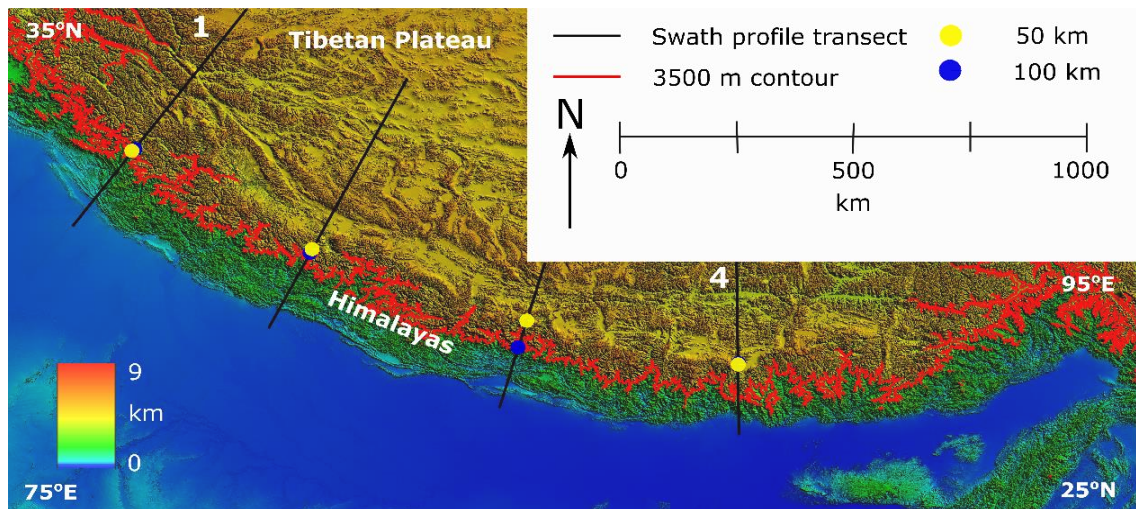 35°N
1
Tibetan Plateau
Swath profile transect
50 km
3500 m contour
100 km
N
0
500
1000
km
4
95°E
Himalayas
9
km
0
75°E
25°N